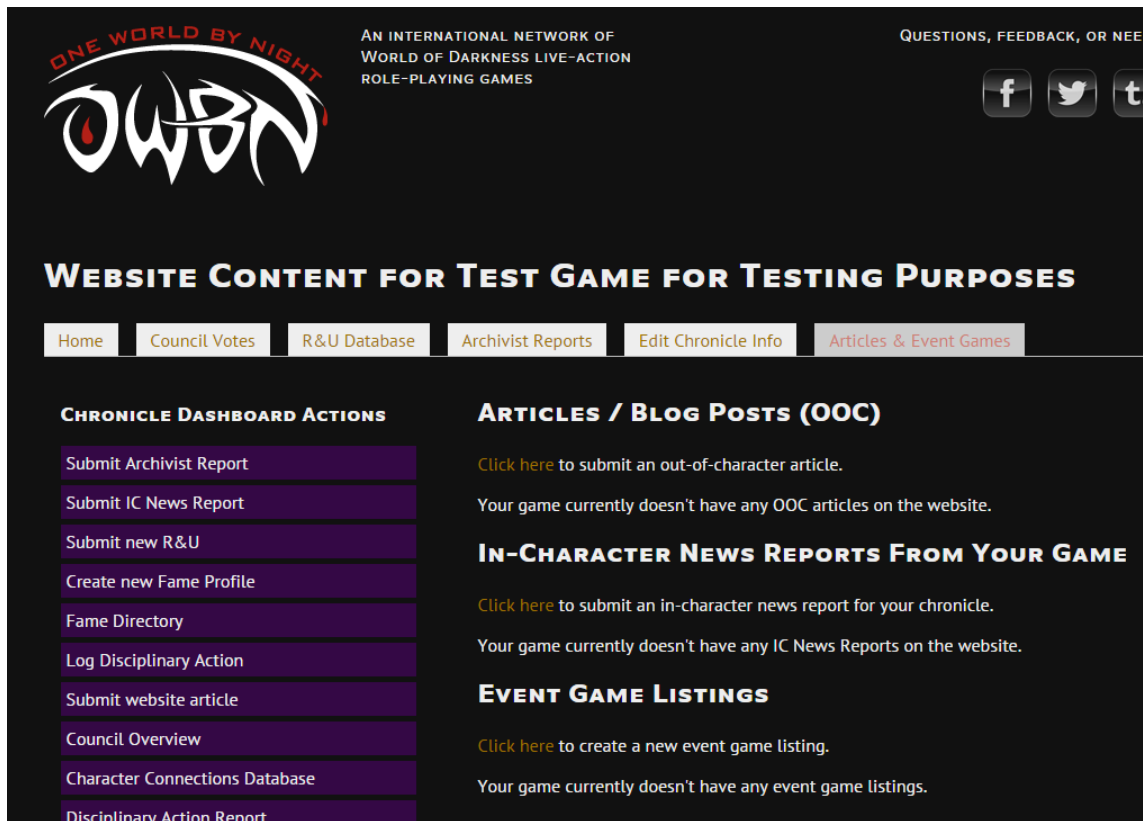 ONE WORLD BY NIGHT
OWBN
AN INTERNATIONAL NETWORK OF
WORLD OF DARKNESS LIVE-ACTION
ROLE-PLAYING GAMES
QUESTIONS, FEEDBACK, OR
WEBSITE CONTENT FOR TEST GAME FOR TESTING PURPOSES
Home Council Votes R&U Database Archivist Reports Edit Chronicle Info Articles & Event Games
CHRONICLE DASHBOARD ACTIONS
Submit Archivist Report
Submit IC News Report
Submit new R&U
Create new Fame Profile
Fame Directory
Log Disciplinary Action
Submit website article
Council Overview
Character Connections Database
Disciplinary Action Report
ARTICLES / BLOG POSTS (OOC)
Click here to submit an out-of-character article.
Your game currently doesn't have any OOC articles on the website.
IN-CHARACTER NEWS REPORTS FROM YOUR GAME
Click here to submit an in-character news report for your chronicle.
Your game currently doesn't have any IC News Reports on the website.
EVENT GAME LISTINGS
Click here to create a new event game listing.
Your game currently doesn't have any event game listings.